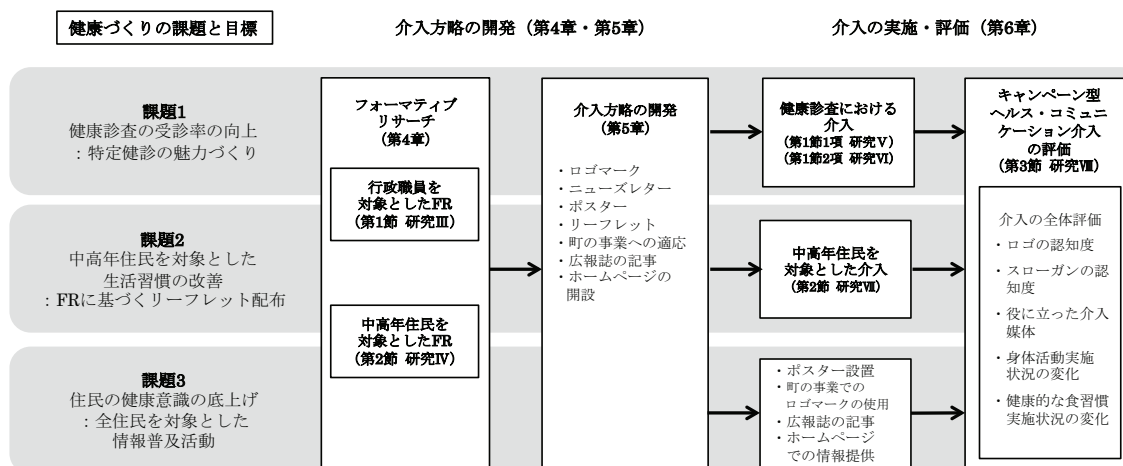 健康づくりの課題と目標
介入方略の開発（第4章・第5章）
介入の実施・評価（第6章）
課題1
健康診査の受診率の向上
：特定健診の魅力づくり
課題2
中高年住民を対象とした
生活習慣の改善
：FRに基づくリーフレット配布
課題3
住民の健康意識の底上げ
：全住民を対象とした
情報普及活動
フォーマティブ
リサーチ
（第4章）
行政職員を
対象としたFR
（第1節 研究Ⅲ）
中高年住民を
対象としたFR
（第2節 研究Ⅳ）
介入方略の開発
（第5章）
・ロゴマーク
・ニューズレター
・ポスター
・リーフレット
・町の事業への適応
・広報誌の記事
・ホームページの
開設
健康診査における
介入
（第1節1項 研究Ⅴ）
（第1節2項 研究Ⅵ）
中高年住民を
対象とした介入
（第2節 研究Ⅶ）
・ポスター設置
・町の事業での
ロゴマークの使用
・広報誌の記事
・ホームページ
での情報提供
キャンペーン型
ヘルス・コミュニ
ケーション介入
の評価
（第3節 研究Ⅷ）
介入の全体評価
・ロゴの認知度
・スローガンの認
知度
・役に立った介入
媒体
・身体活動実施
状況の変化
・健康的な食習慣
実施状況の変化